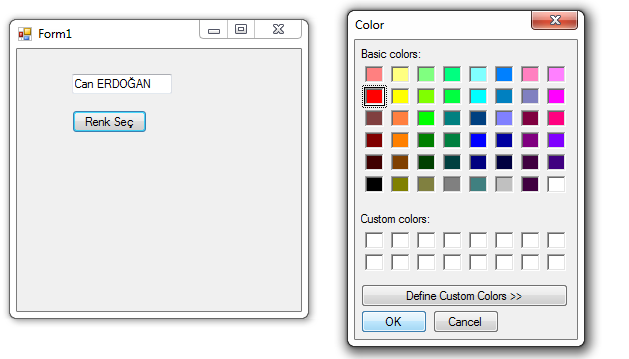 Form1
Can ERDOĞAN
Renk Seç
Color
Basic colors:
Custom colors:
Define Custom Colors >>
OK
Cancel